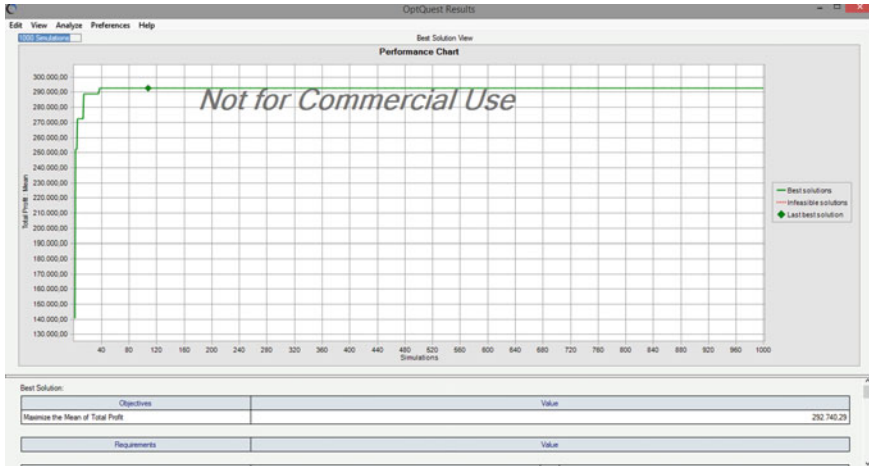 OptQuest Results
Edit View Analyze Preferences Help
1000 Simulations
Best Solution View
Performance Chart
Not for Commercial Use
300.000,00
290.000,00
280.000,00
270.000,00
260.000,00
250.000,00
240.000,00
230.000,00
220.000,00
210.000,00
200.000,00
190.000,00
180.000,00
170.000,00
160.000,00
150.000,00
140.000,00
130.000,00
Total Profit : Mean
40 80 120 160 200 240 280 320 360 400 440 480 520 560 600 640 680 720 760 800 840 880 920 960 1000
Simulations
Best solutions
Infeasible solutions
Last best solution
Best Solution:
Objectives Value
Maximize the Mean of Total Profit 292.740,29
Requirements Value